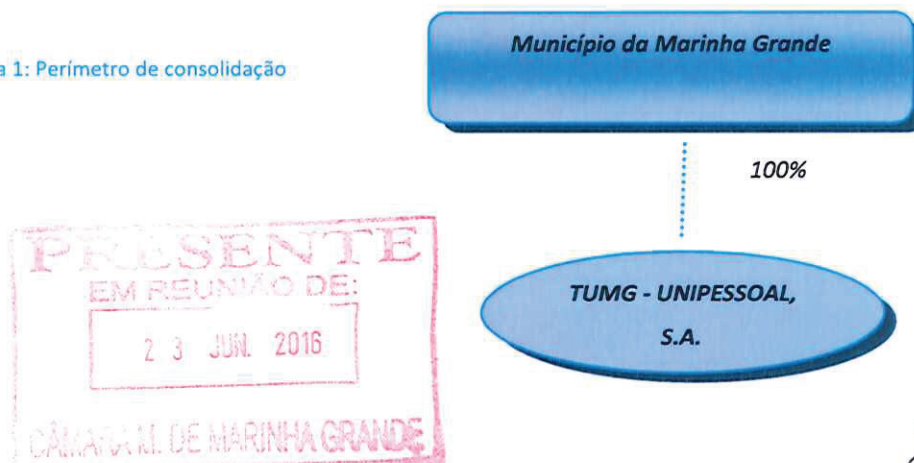 Município da Marinha Grande
a 1: Perímetro de consolidação
100%
PRESENTE
EM REUNIÃO DE:
23 JUN. 2016
CÂMARA M. DE MARINHA GRANDE
TUMG - UNIPESSOAL,
S.A.